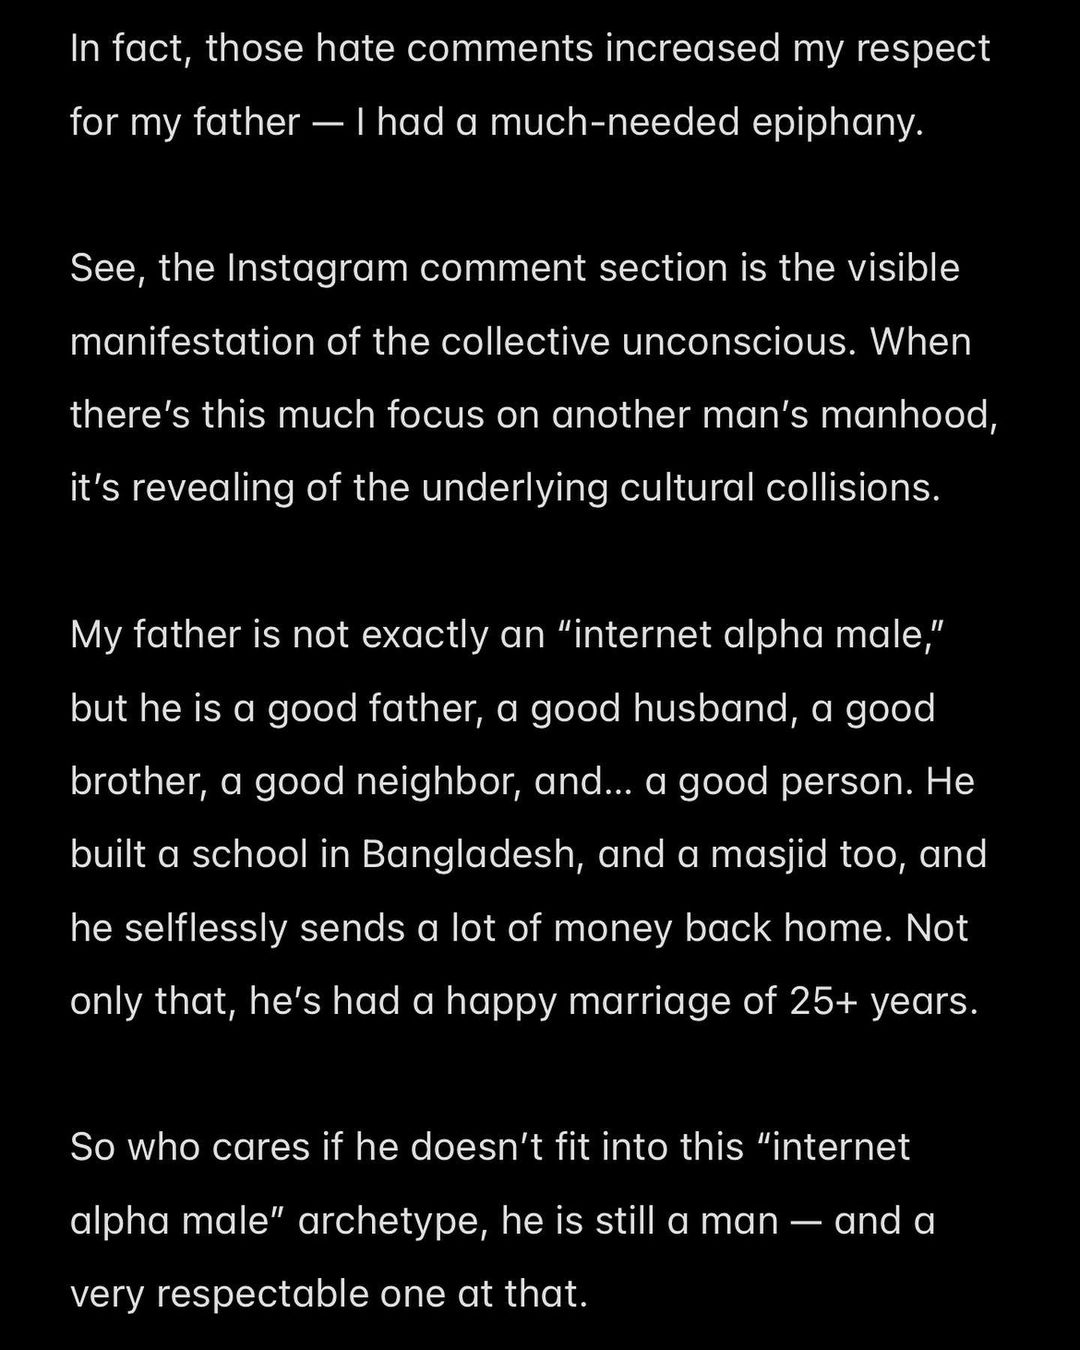 In fact, those hate comments increased my respect
for my father — I had a much-needed epiphany.
See, the Instagram comment section is the visible
manifestation of the collective unconscious. When
there’s this much focus on another man’s manhood,
it’s revealing of the underlying cultural collisions.
My father is not exactly an “internet alpha male,”
but he is a good father, a good husband, a good
brother, a good neighbor, and... a good person. He
built a school in Bangladesh, and a masjid too, and
he selflessly sends a lot of money back home. Not
only that, he’s had a happy marriage of 25+ years.
So who cares if he doesn’t fit into this “internet
alpha male” archetype, he is still a man — and a
very respectable one at that.